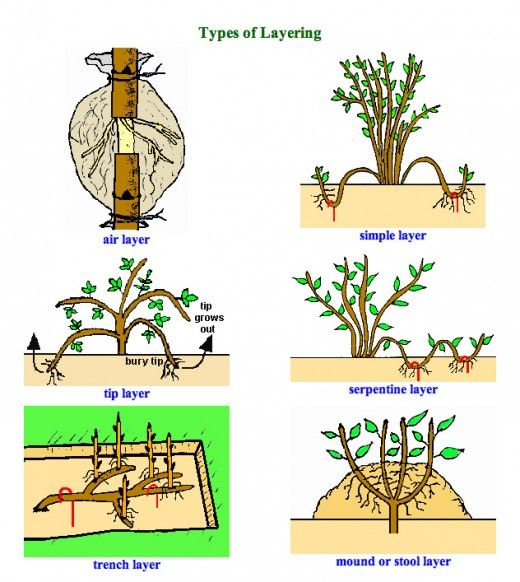 Types of Layering
air layer
simple layer
tip
grows
out
bury tip
tip layer
serpentine layer
trench layer
mound or stool layer